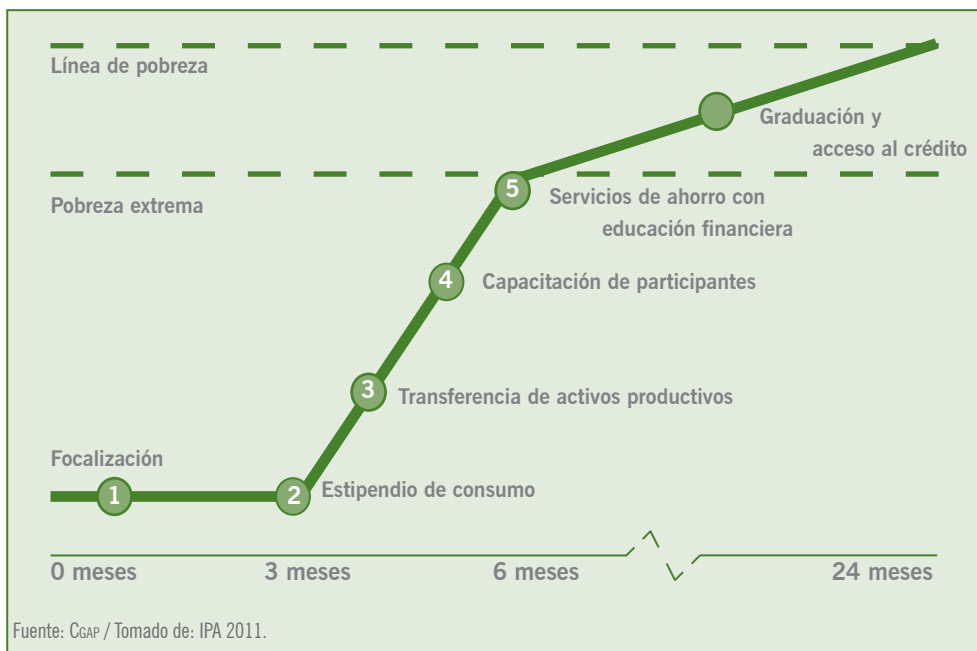 Línea de pobreza
Graduación y
acceso al crédito
Pobreza extrema
5
Servicios de ahorro con
educación financiera
4
Capacitación de participantes
3
Transferencia de activos productivos
Focalización
1
2
Estipendio de consumo
0 meses
3 meses
6 meses
24 meses
Fuente: CGAP / Tomado de: IPA 2011.